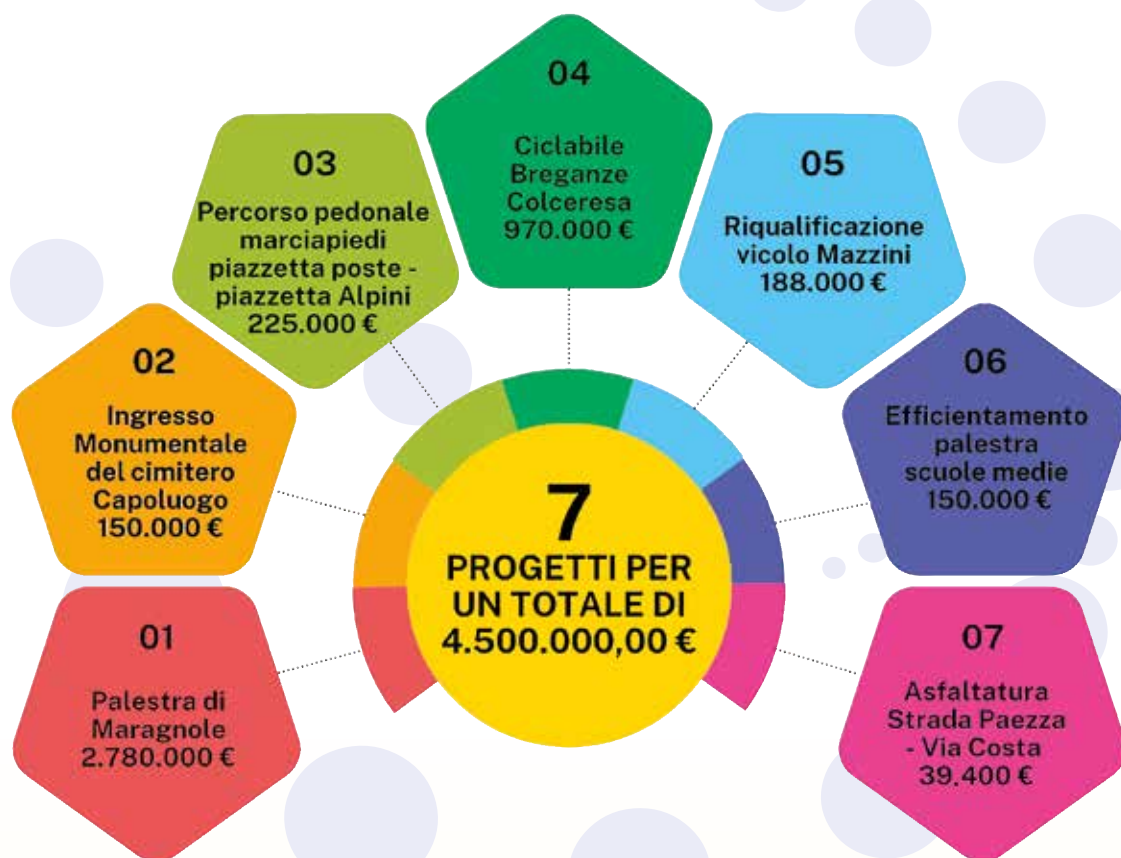 01
Palestra di
Maragnole
2.780.000 €
02
Ingresso
Monumentale
del cimitero
Capoluogo
150.000 €
03
Percorso pedonale
marciapiedi
piazzetta poste -
piazzetta Alpini
225.000 €
04
Ciclabile
Breganze
Colceresa
970.000 €
05
Riqualificazione
vicolo Mazzini
188.000 €
06
Efficientamento
palestra
scuole medie
150.000 €
07
Asfaltatura
Strada Paezza
- Via Costa
39.400 €
7
PROGETTI PER
UN TOTALE DI
4.500.000,00 €